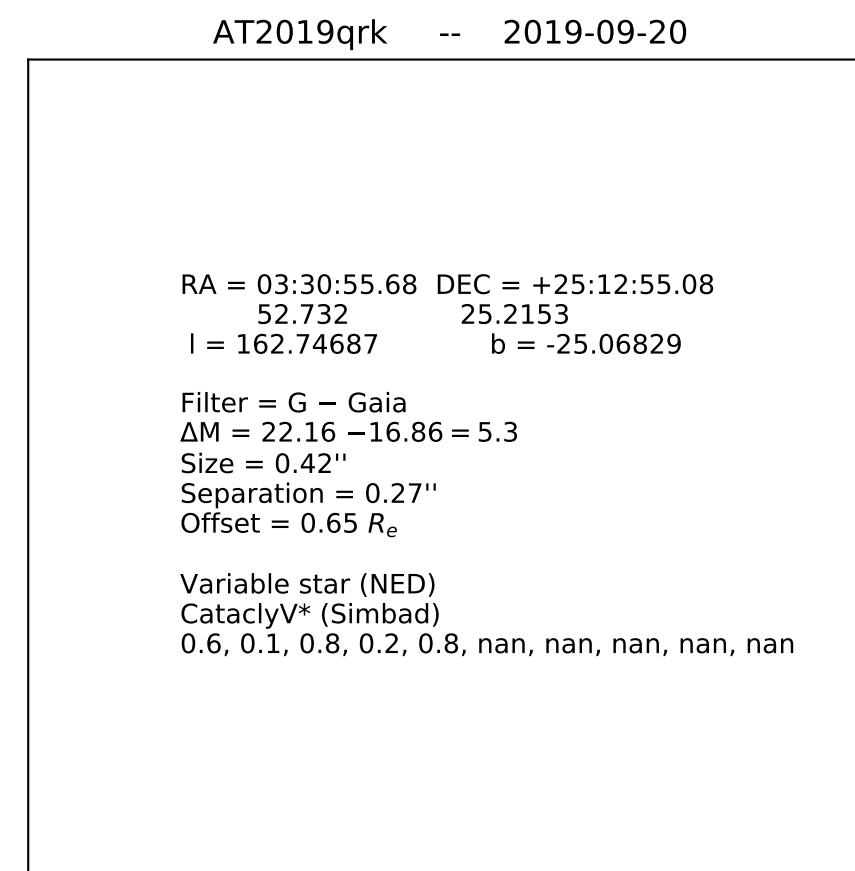 AT2019qrk -- 2019-09-20
RA = 03:30:55.68 DEC = +25:12:55.08
52.732 25.2153
l = 162.74687 b = -25.06829
Filter = G − Gaia
ΔM = 22.16 −16.86 = 5.3
Size = 0.42''
Separation = 0.27''
Offset = 0.65 Rₑ
Variable star (NED)
CataclyV* (Simbad)
0.6, 0.1, 0.8, 0.2, 0.8, nan, nan, nan, nan, nan